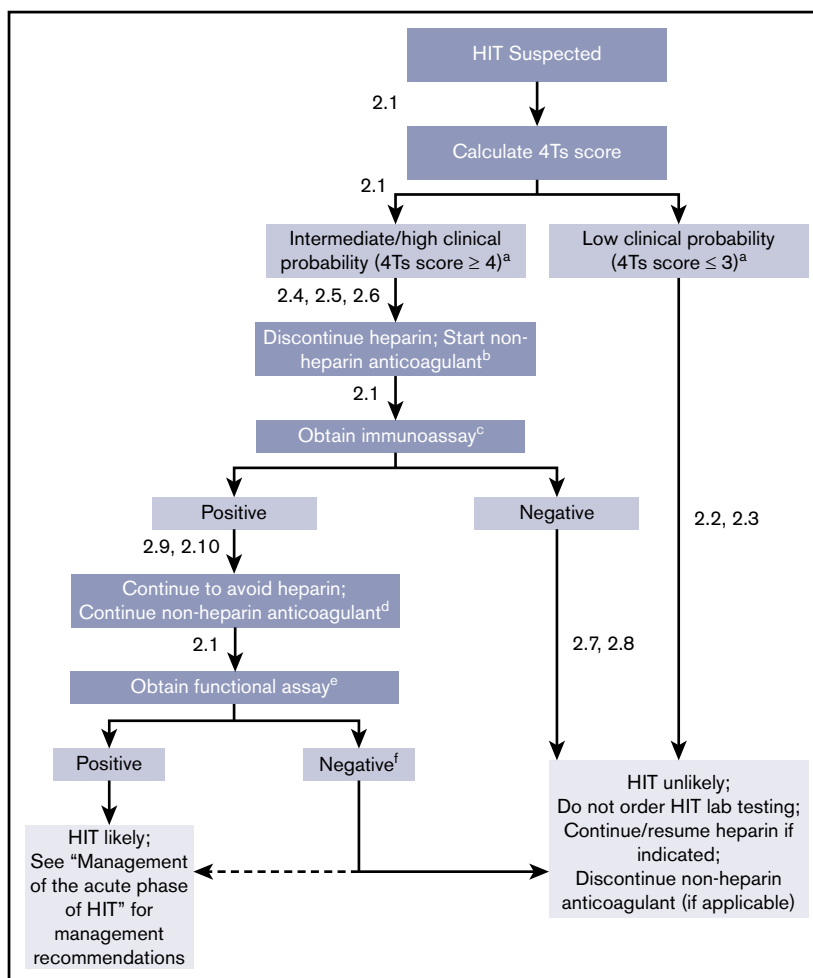 HIT Suspected
2.1
Calculate 4Ts score
2.1
Intermediate/high clinical
probability (4Ts score ≥ 4)ᵃ
Low clinical probability
(4Ts score ≤ 3)ᵃ
2.4, 2.5, 2.6
Discontinue heparin; Start non-
heparin anticoagulantᵇ
2.1
Obtain immunoassayᶜ
Positive
Negative
2.2, 2.3
2.9, 2.10
Continue to avoid heparin;
Continue non-heparin anticoagulantᵈ
2.7, 2.8
2.1
Obtain functional assayᵉ
Positive
Negativeᶠ
HIT likely;
See “Management
of the acute phase
of HIT” for
management
recommendations
HIT unlikely;
Do not order HIT lab testing;
Continue/resume heparin if
indicated;
Discontinue non-heparin
anticoagulant (if applicable)